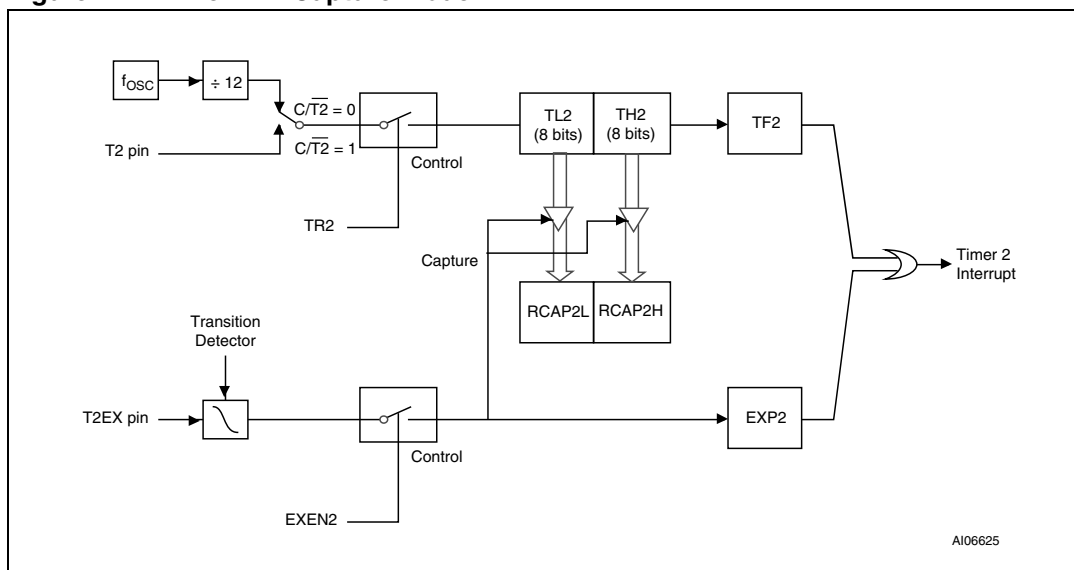 fOSC
÷ 12
C/T2 = 0
T2 pin
C/T2 = 1
Control
TR2
TL2
(8 bits)
TH2
(8 bits)
TF2
Capture
RCAP2L
RCAP2H
Timer 2
Interrupt
Transition
Detector
T2EX pin
Control
EXEN2
EXP2
AI06625